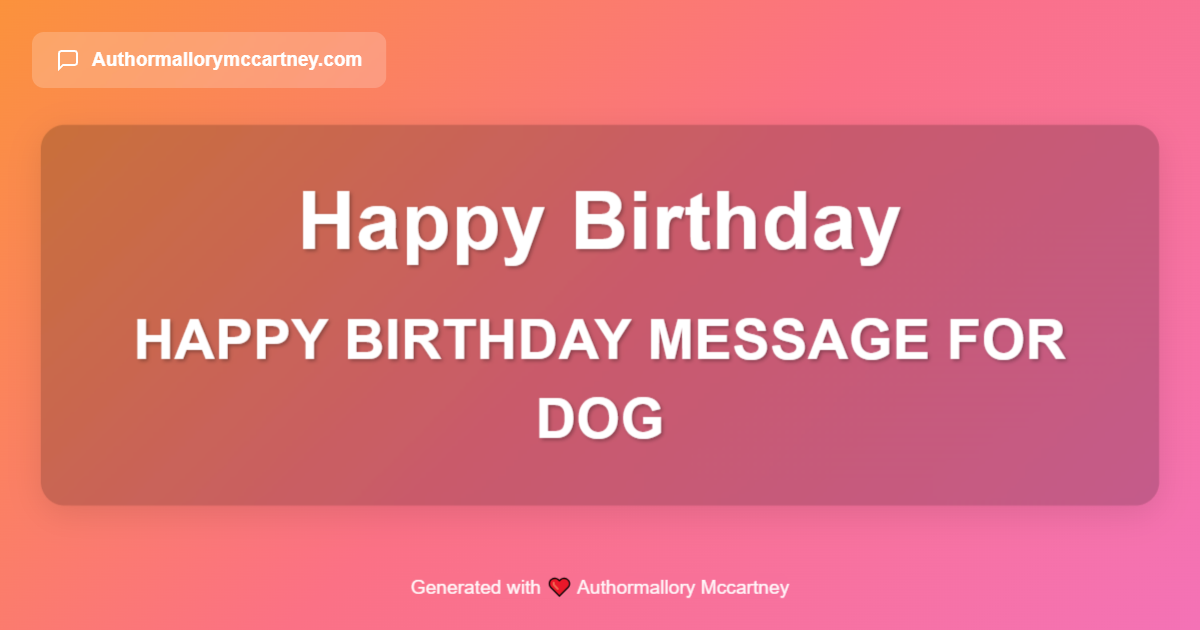 Authormallorymccartney.com
Happy Birthday
HAPPY BIRTHDAY MESSAGE FOR
DOG
Generated with ❤️ Authormallory Mccartney